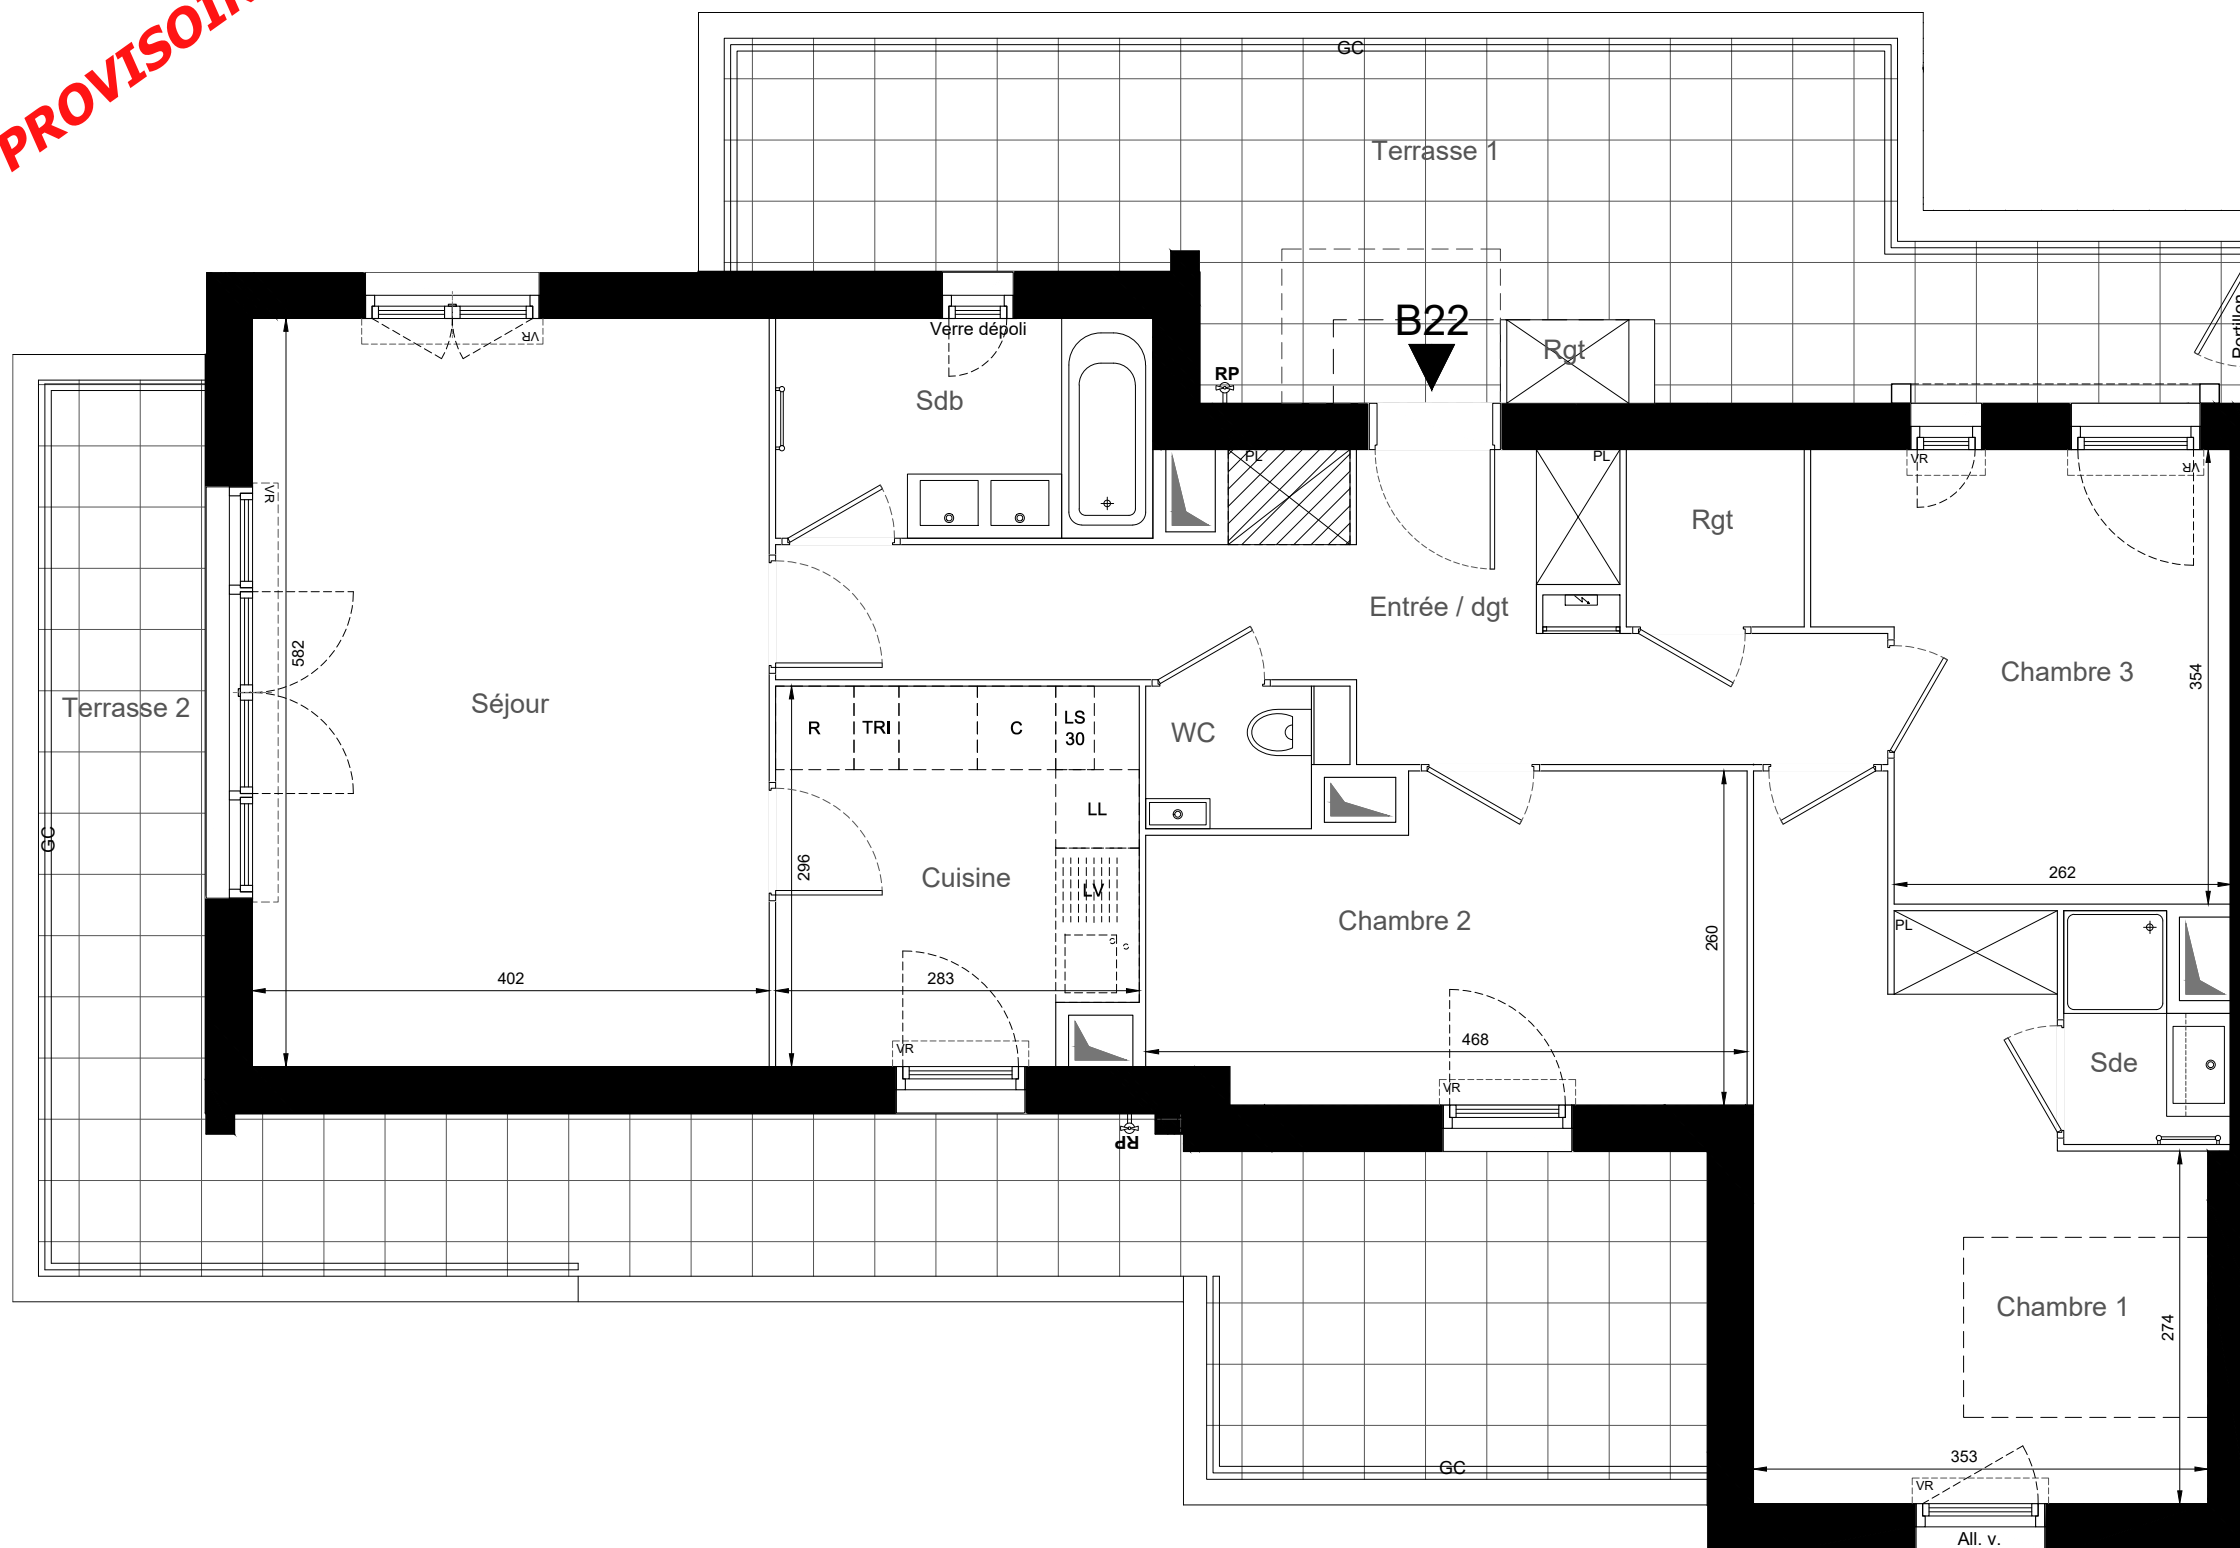 GC
Terrasse 1
B22
Rgt
Verre dépoli
VR
Sdb
RP
PL
PL
VR
VR
VR
Rgt
Entrée / dgt
582
Terrasse 2
Séjour
Chambre 3
354
R
TRI
C
LS
30
WC
LL
GC
296
Cuisine
LV
262
Chambre 2
260
PL
402
283
468
VR
VR
Sde
RP
Chambre 1
274
353
GC
VR
All. v.